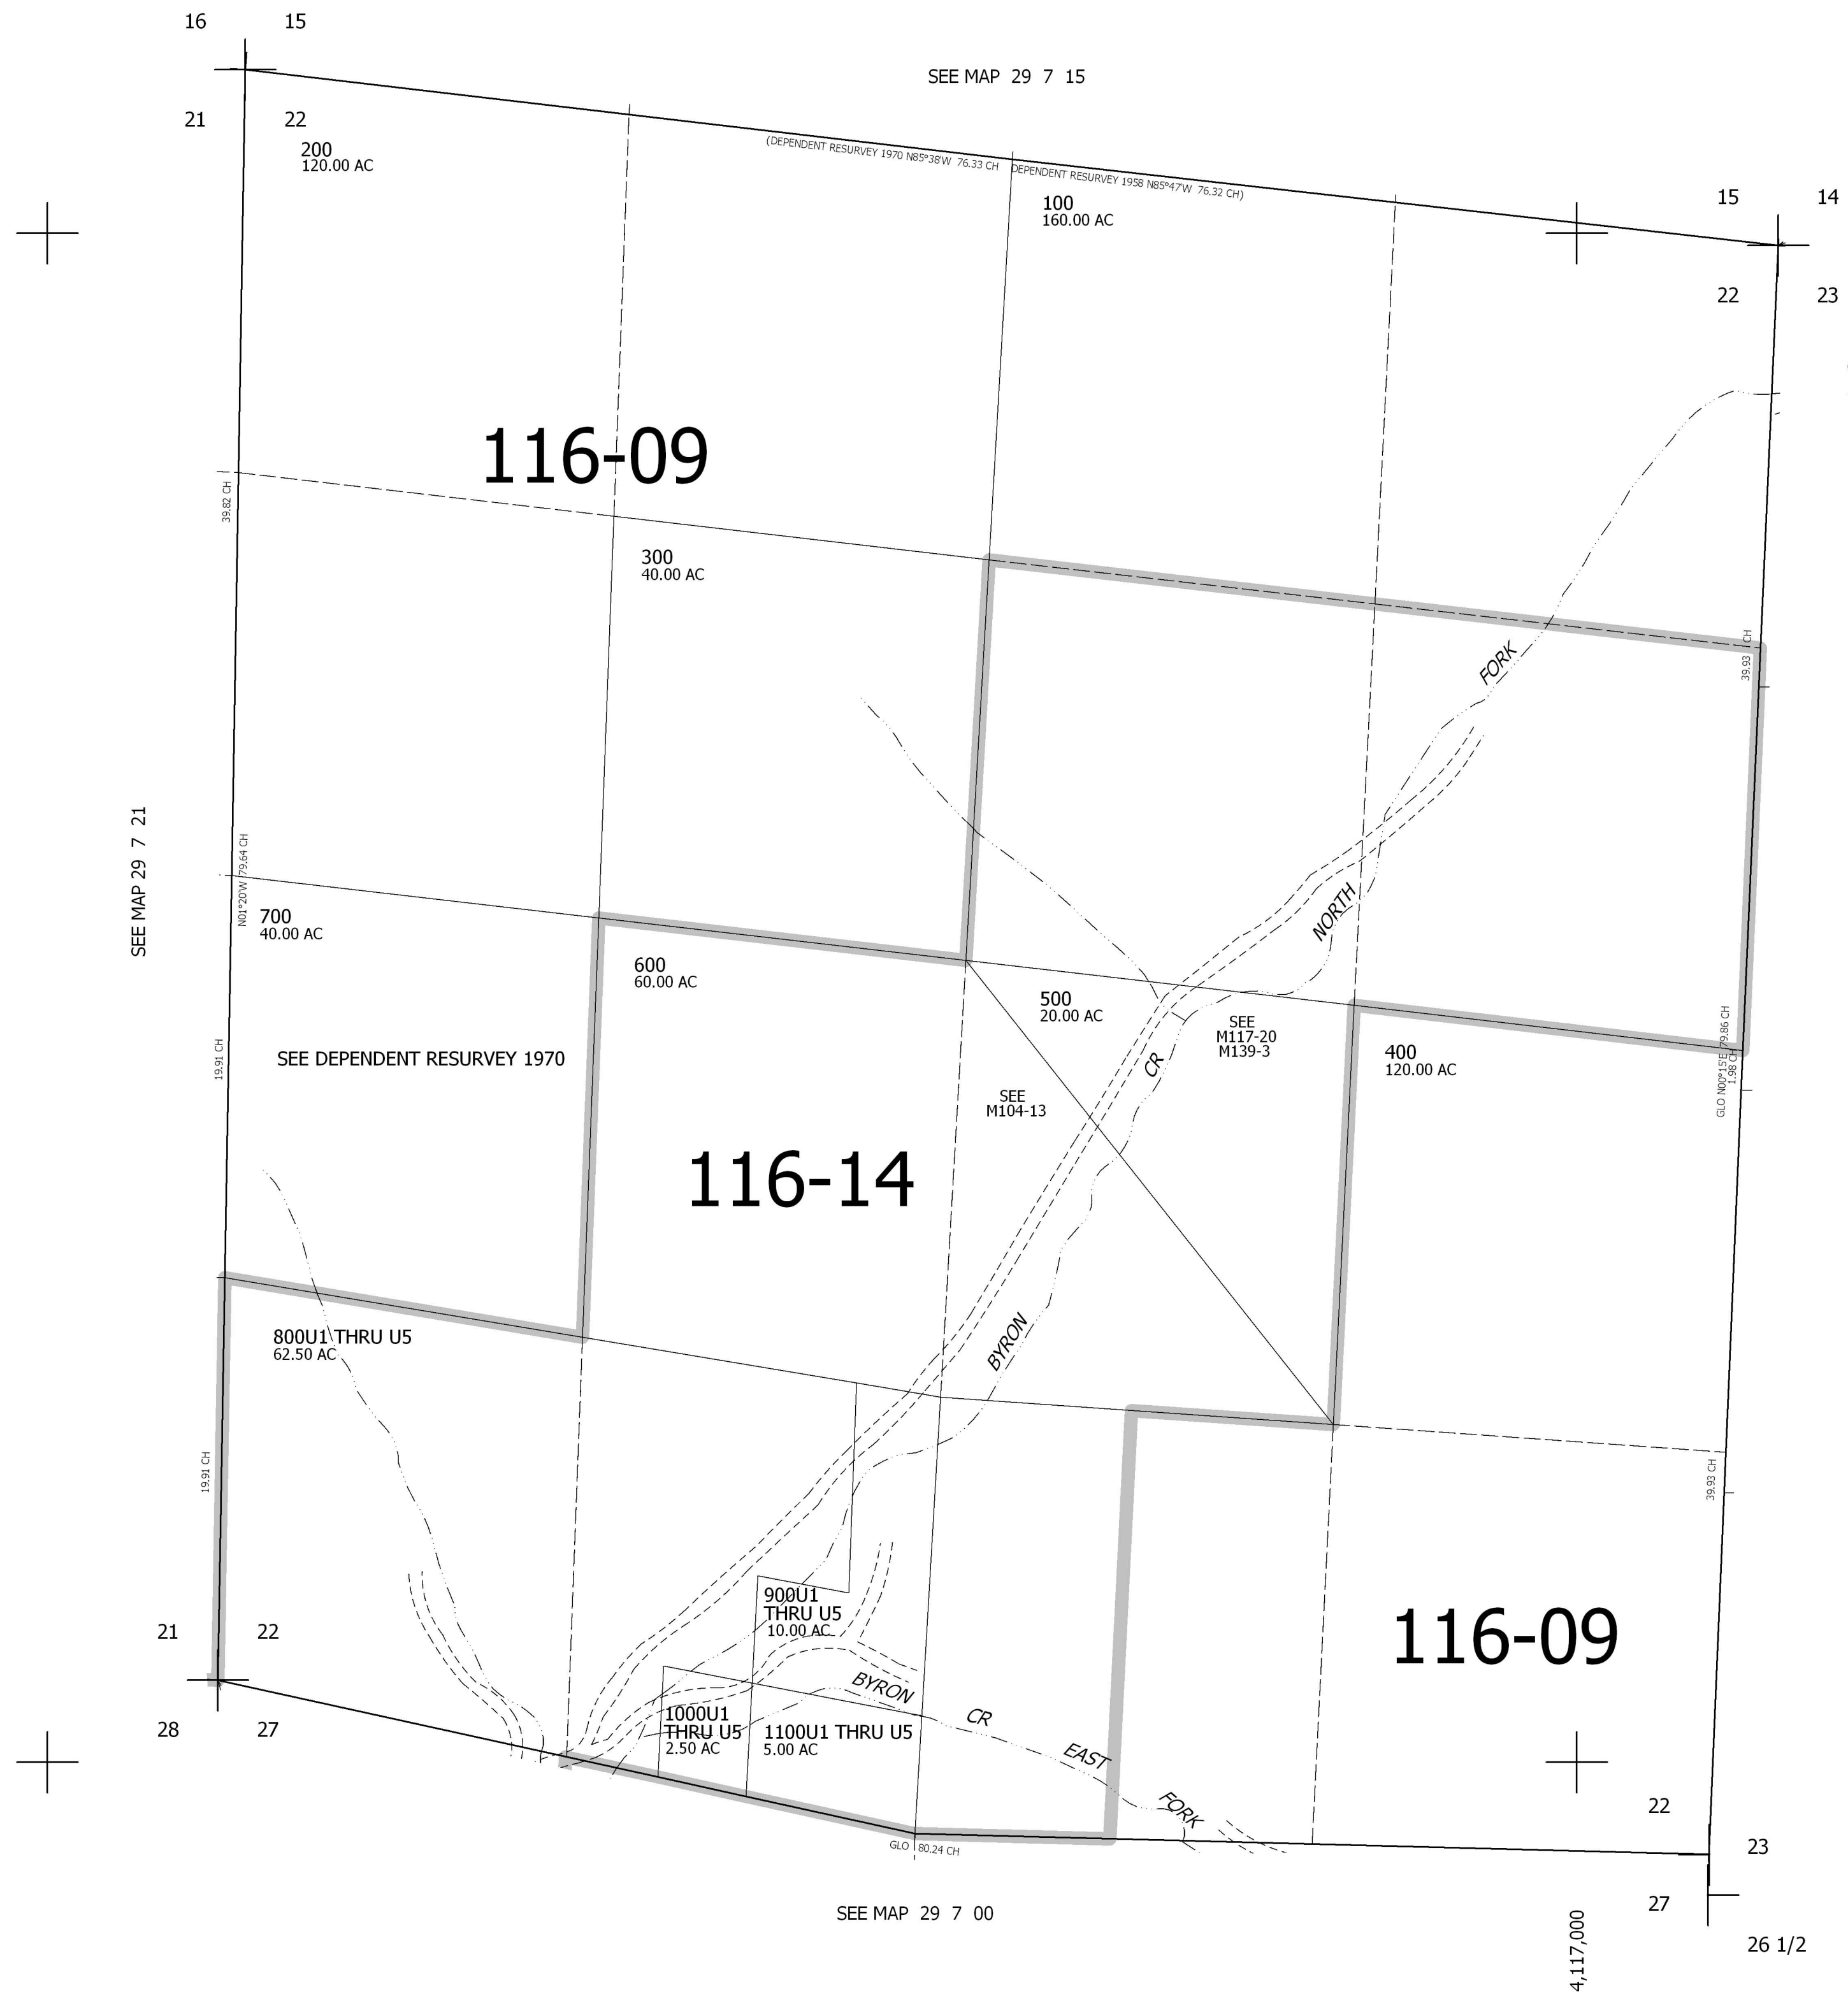 16 15
SEE MAP 29 7 15
21 22
200
120.00 AC
(DEPENDENT RESURVEY 1970 N85°38'W 76.33 CH
DEPENDENT RESURVEY 1958 N85°47'W 76.32 CH)
100
160.00 AC
15 14
22 23
116-09
39.82 CH
300
40.00 AC
39.93 CH
FORK
SEE MAP 29 7 21
N01°20'W 79.64 CH
700
40.00 AC
NORTH
600
60.00 AC
500
20.00 AC
SEE
M117-20
M139-3
400
120.00 AC
GLO N00°15'E 79.86 CH
1.98 CH
19.91 CH
SEE DEPENDENT RESURVEY 1970
CR
SEE
M104-13
116-14
BYRON
800U1 THRU U5
62.50 AC
19.91 CH
39.93 CH
900U1
THRU U5
10.00 AC
21 22
116-09
BYRON
CR
EAST
FORK
1000U1
THRU U5
2.50 AC
1100U1 THRU U5
5.00 AC
28 27
22
23
GLO 80.24 CH
27
SEE MAP 29 7 00
26 1/2
4,117,000